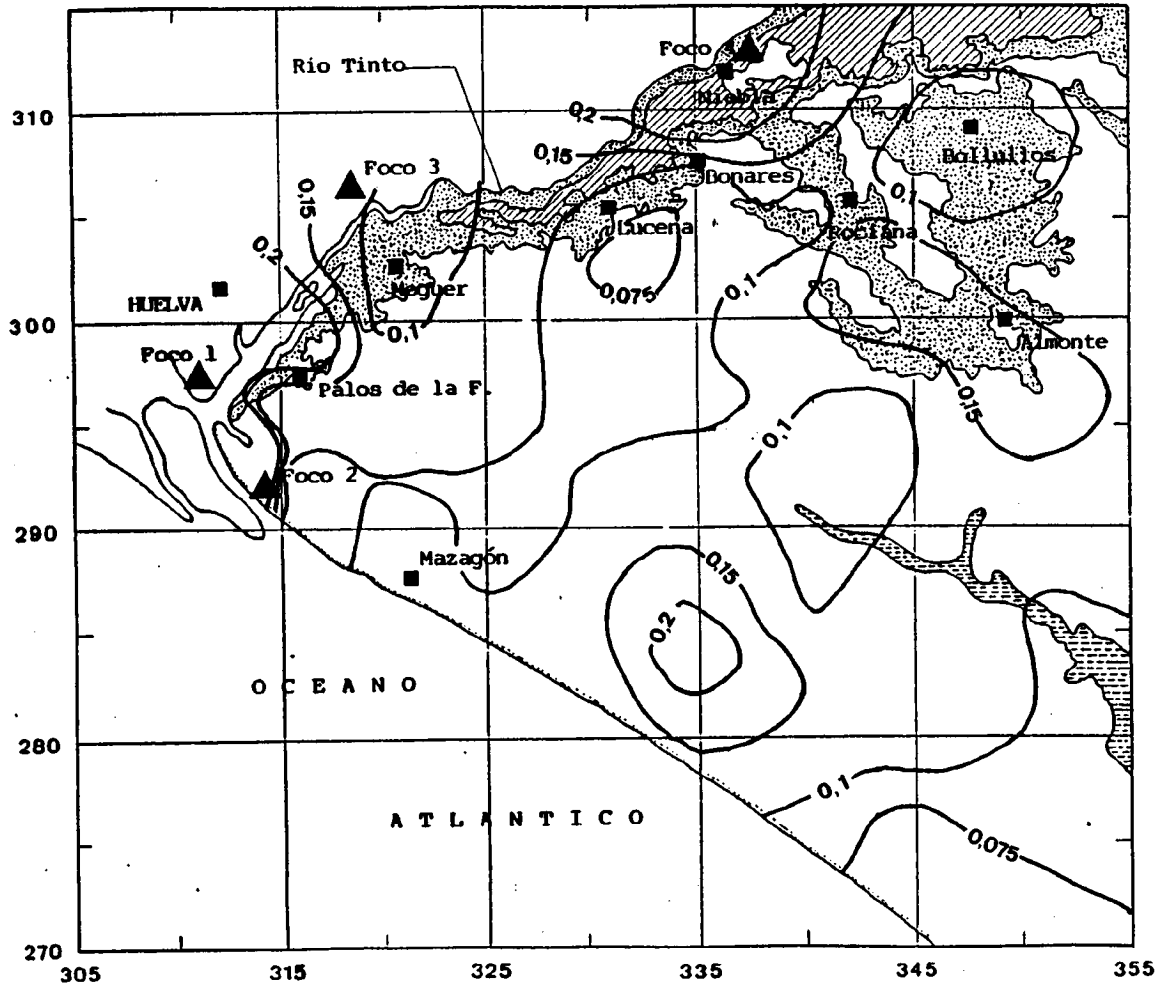 Foco
Rio Tinto
Niebla
310
0,2
0,15
Bollullos
Foco 3
Bonares
0,15
0,1
Lucena
Rociana
0,2
Moguer
0,075
0,1
HUELVA
300
0,1
Almonte
Foco 1
Palos de la F.
0,15
0,1
Foco 2
290
Mazagón
0,15
0,2
OCEANO
280
0,1
ATLANTICO
0,075
270
305
315
325
335
345
355